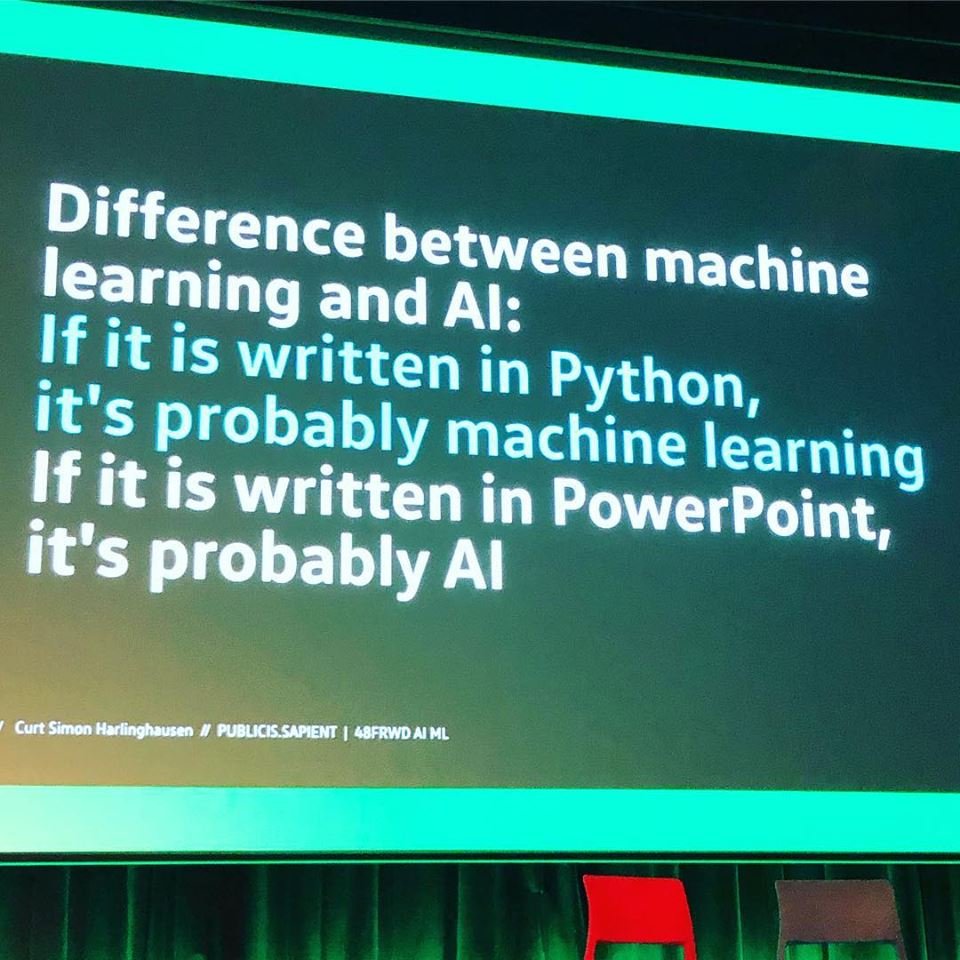 Difference between machine
learning and AI:
If it is written in Python,
it's probably machine learning
If it is written in PowerPoint,
it's probably AI
/ Curt Simon Harlinghausen // PUBLICIS.SAPIENT | 48FRWD AI ML